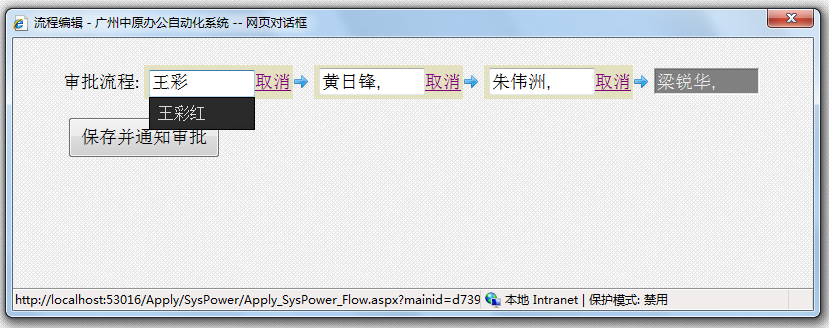 流程编辑 - 广州中原办公自动化系统 -- 网页对话框
审批流程: 王彩 取消 黄日锋, 取消 朱伟洲, 取消 梁锐华,
王彩红
保存并通知审批
http://localhost:53016/Apply/SysPower/Apply_SysPower_Flow.aspx?mainid=d739 本地 Intranet | 保护模式: 禁用